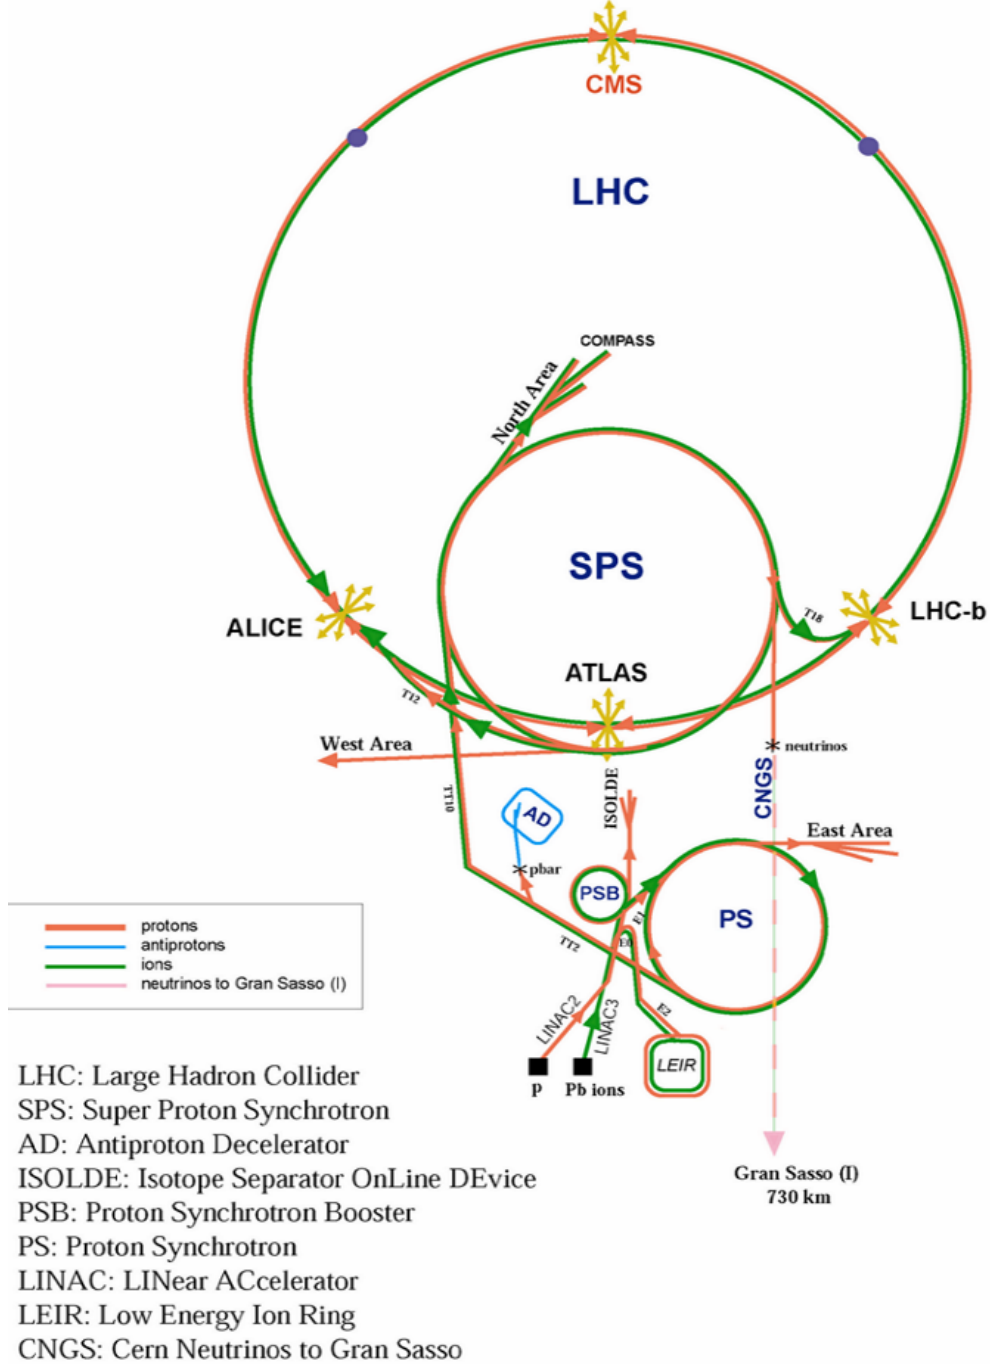 CMS
LHC
COMPASS
North Area
SPS
ALICE
LHC-b
T18
ATLAS
T12
West Area
neutrinos
CNGS
TT10
ISOLDE
AD
pbar
East Area
PSB
PS
E1
E0
TT2
E2
LINAC2
LINAC3
LEIR
p
Pb ions
protons
antiprotons
ions
neutrinos to Gran Sasso (I)
Gran Sasso (I)
730 km
LHC: Large Hadron Collider
SPS: Super Proton Synchrotron
AD: Antiproton Decelerator
ISOLDE: Isotope Separator OnLine DEvice
PSB: Proton Synchrotron Booster
PS: Proton Synchrotron
LINAC: LINear ACcelerator
LEIR: Low Energy Ion Ring
CNGS: Cern Neutrinos to Gran Sasso